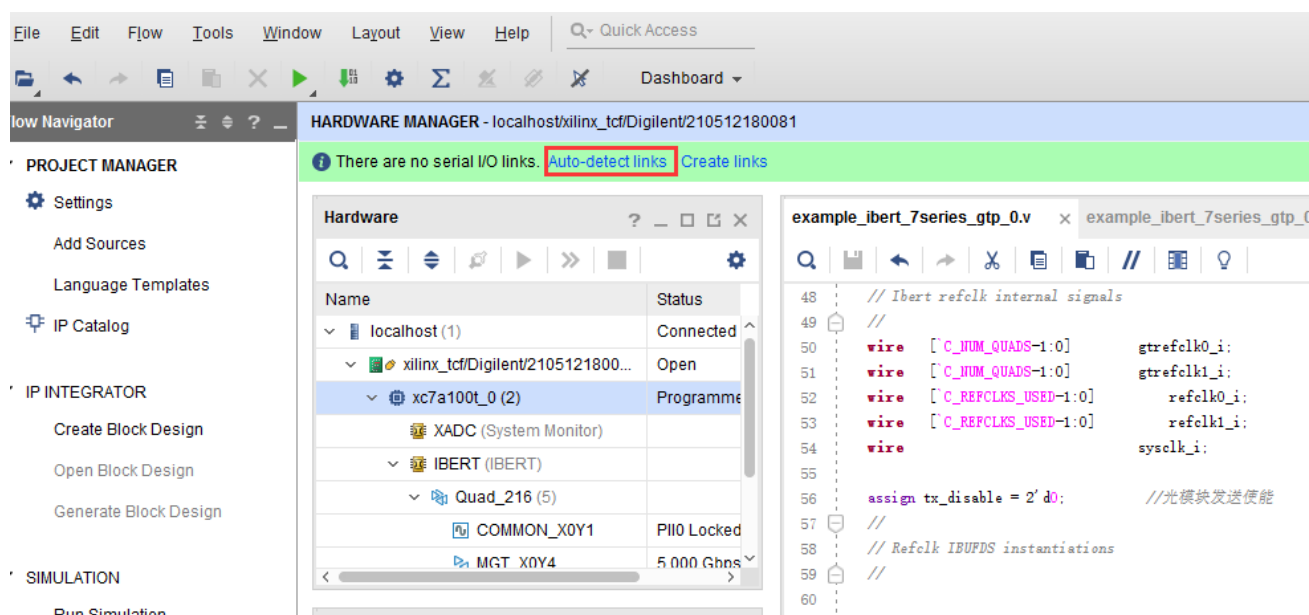 File Edit Flow Tools Window Layout View Help Quick Access
Dashboard
low Navigator ? _
PROJECT MANAGER
Settings
Add Sources
Language Templates
IP Catalog
IP INTEGRATOR
Create Block Design
Open Block Design
Generate Block Design
SIMULATION
Run Simulation
HARDWARE MANAGER - localhost/xilinx_tcf/Digilent/210512180081
There are no serial I/O links. Auto-detect links Create links
Hardware
Name Status
localhost (1) Connected
xilinx_tcf/Digilent/2105121800... Open
xc7a100t_0 (2) Programme
XADC (System Monitor)
IBERT (IBERT)
Quad_216 (5)
COMMON_X0Y1 Pll0 Locked
MGT_X0Y4 5.000 Gbps
example_ibert_7series_gtp_0.v × example_ibert_7series_gtp_0
48 // Ibert refclk internal signals
49 //
50 wire [`C_NUM_QUADS-1:0] gtrefclk0_i;
51 wire [`C_NUM_QUADS-1:0] gtrefclk1_i;
52 wire [`C_REFCLKS_USED-1:0] refclk0_i;
53 wire [`C_REFCLKS_USED-1:0] refclk1_i;
54 wire sysclk_i;
55
56 assign tx_disable = 2'd0; //光模块发送使能
57 //
58 // Refclk IBUFDS instantiations
59 //
60